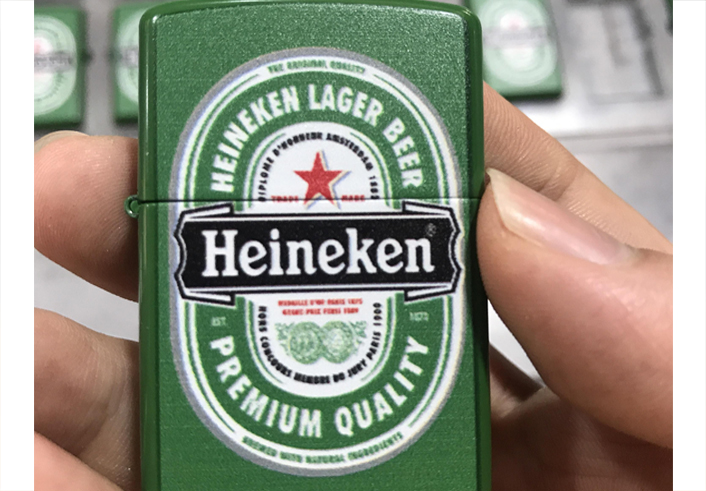 THE ORIGINAL QUALITY
HEINEKEN LAGER BEER
DIPLOME D'HONNEUR AMSTERDAM 1883
TRADE MARK
Heineken®
MEDAILLE D'OR PARIS 1875
GRAND PRIX PARIS 1889
HORS CONCOURS MEMBRE DU JURY PARIS 1900
EST. 1873
PREMIUM QUALITY
BREWED WITH NATURAL INGREDIENTS